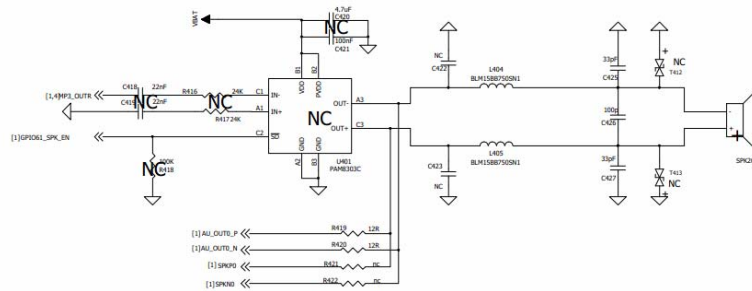 4.7uF
C420
NC
100nF
C421
VBAT
B1
B2
VDD
PVDD
C418
22nF
R416
24K
C1
IN-
[1,4]MP3_OUTR
NC
NC
C419
22nF
R417
24K
A1
IN+
[1]GPIO61_SPK_EN
C2
SD
NC
OUT-
A3
OUT+
C3
GND
GND
A2
B3
U401
PAM8303C
100K
NC
R418
NC
C422
L404
BLM15BB750SN1
33pF
C425
NC
T412
100p
C426
L405
BLM15BB750SN1
C423
NC
33pF
C427
T413
NC
-
+
[1]AU_OUT0_P
R419
12R
[1]AU_OUT0_N
R420
12R
[1]SPKP0
R421
nc
[1]SPKN0
R422
nc